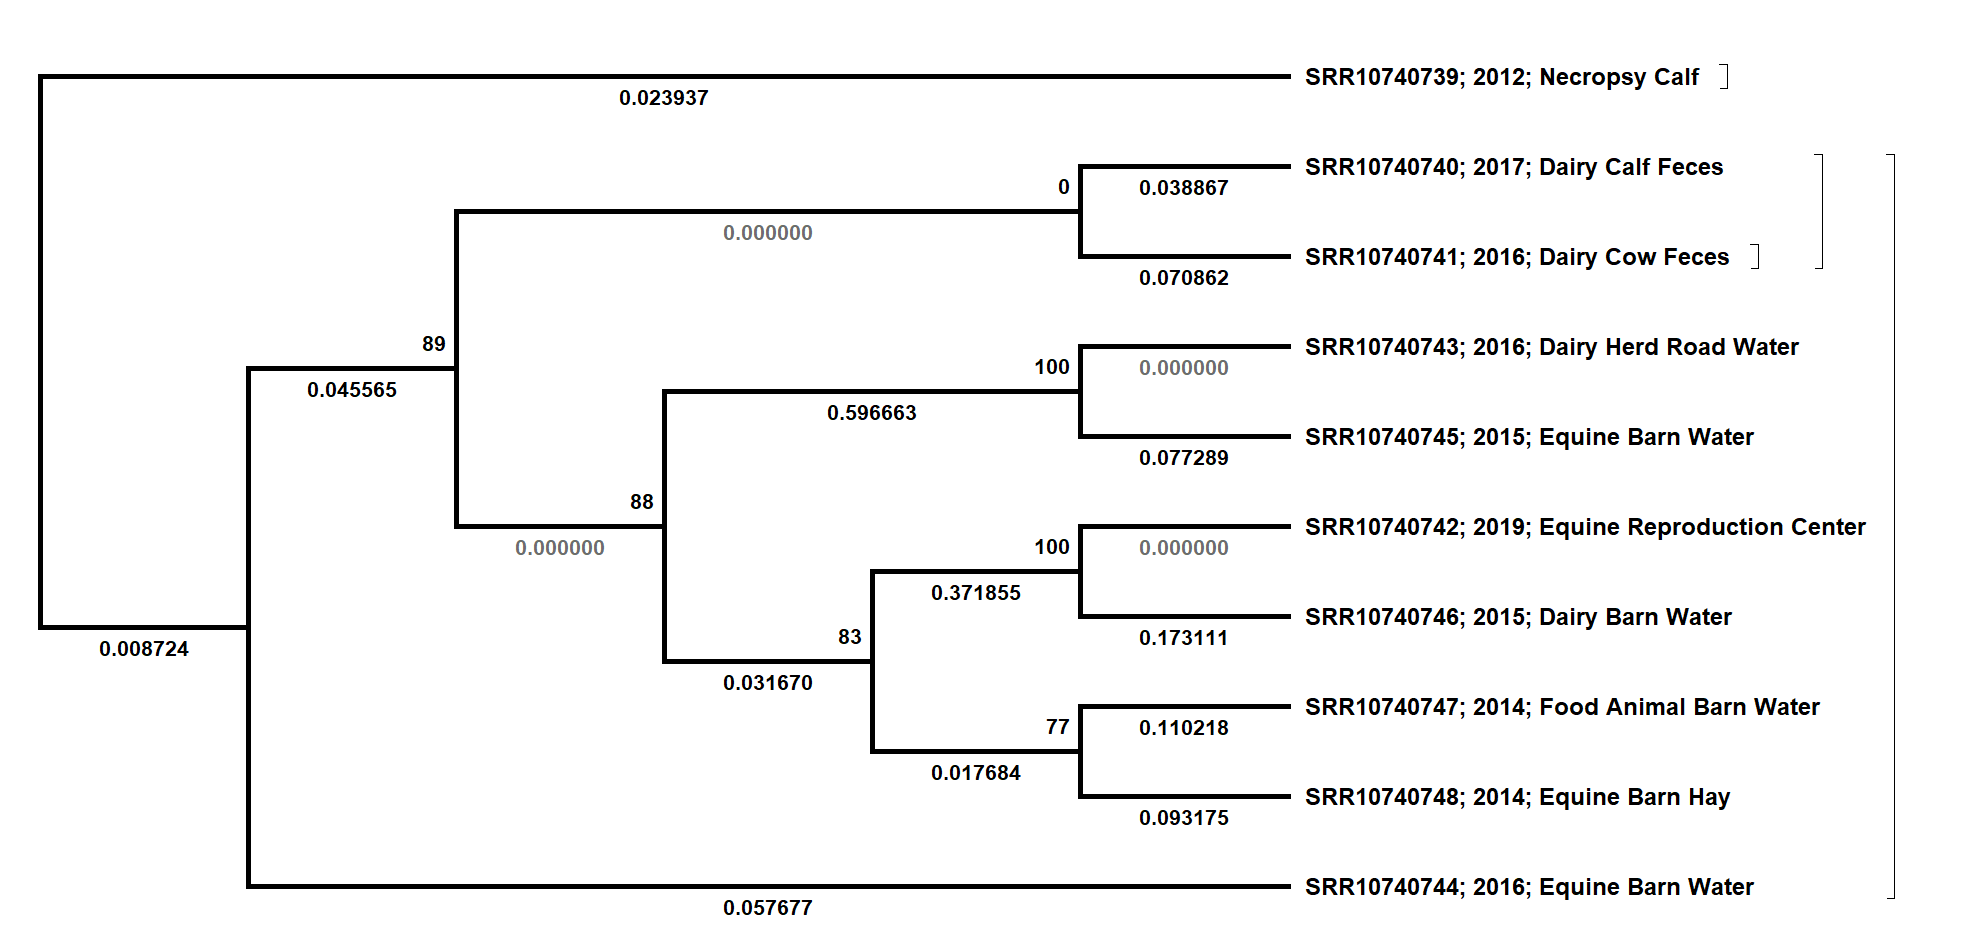 SRR10740739; 2012; Necropsy Calf
0.023937
SRR10740740; 2017; Dairy Calf Feces
0
0.038867
0.000000
SRR10740741; 2016; Dairy Cow Feces
0.070862
89
SRR10740743; 2016; Dairy Herd Road Water
100
0.000000
0.045565
0.596663
SRR10740745; 2015; Equine Barn Water
0.077289
88
SRR10740742; 2019; Equine Reproduction Center
100
0.000000
0.000000
0.371855
SRR10740746; 2015; Dairy Barn Water
83
0.173111
0.008724
0.031670
SRR10740747; 2014; Food Animal Barn Water
77
0.110218
0.017684
SRR10740748; 2014; Equine Barn Hay
0.093175
SRR10740744; 2016; Equine Barn Water
0.057677